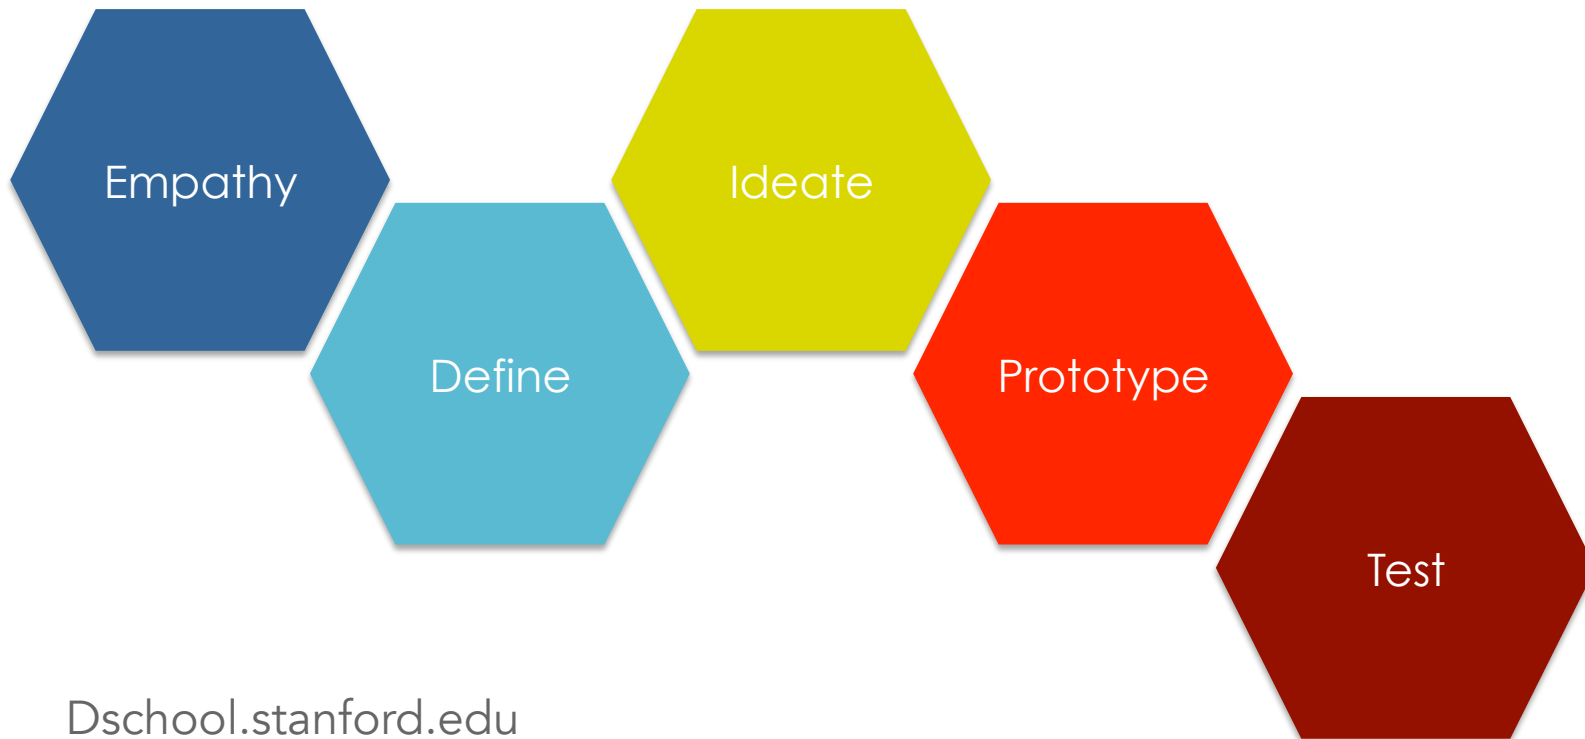 Empathy
Define
Ideate
Prototype
Test
Dschool.stanford.edu